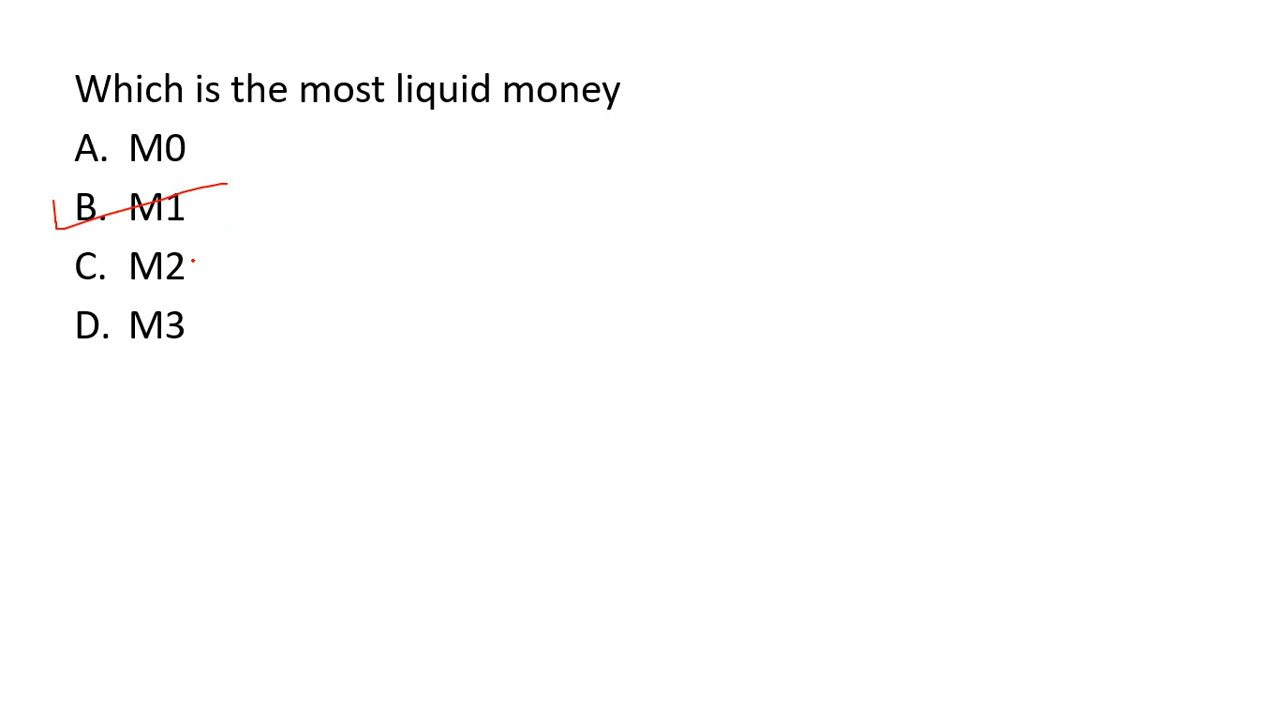 Which is the most liquid money
A. M0
B. M1
C. M2
D. M3